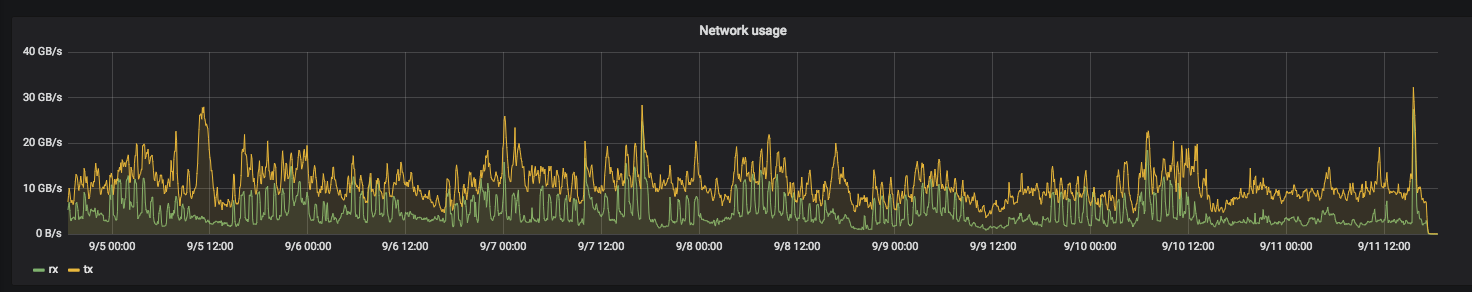 Network usage
40 GB/s
30 GB/s
20 GB/s
10 GB/s
0 B/s
9/5 00:00 9/5 12:00 9/6 00:00 9/6 12:00 9/7 00:00 9/7 12:00 9/8 00:00 9/8 12:00 9/9 00:00 9/9 12:00 9/10 00:00 9/10 12:00 9/11 00:00 9/11 12:00
rx tx